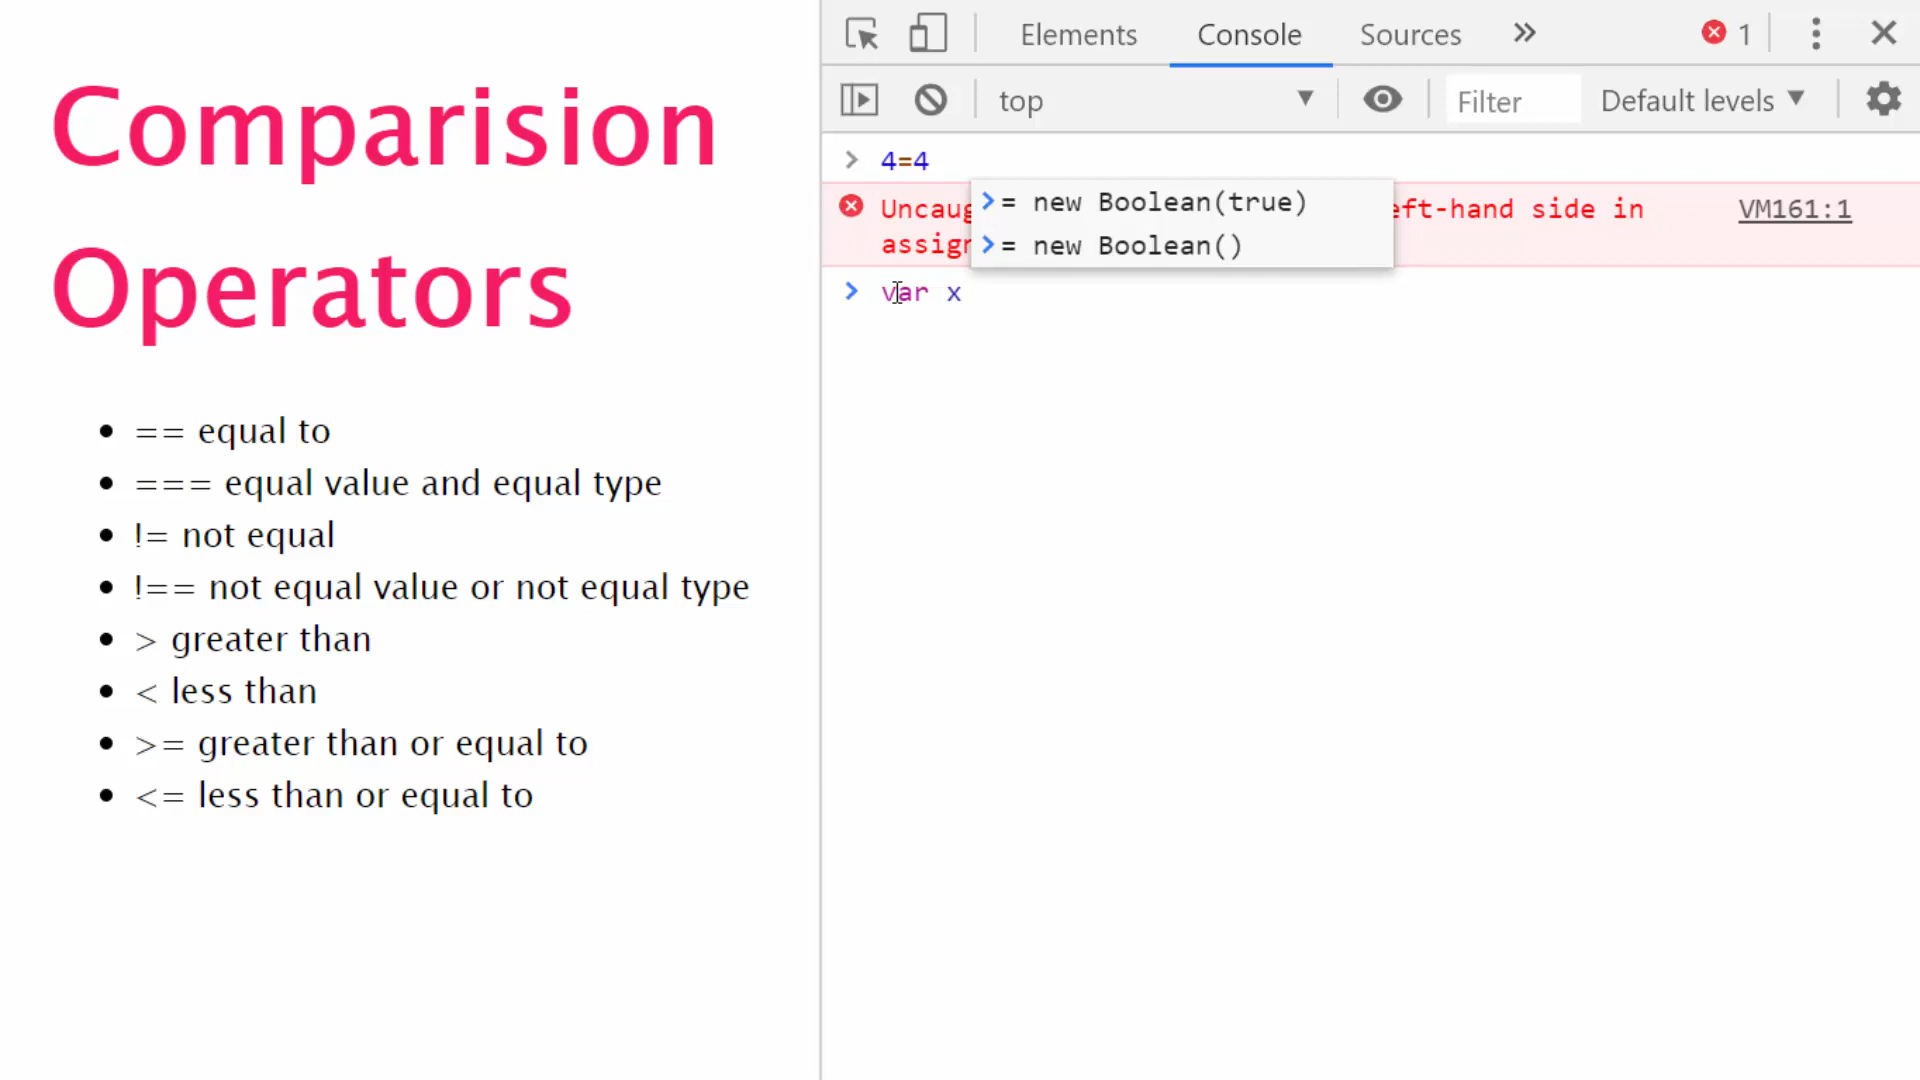 Comparision
Operators
• == equal to
• === equal value and equal type
• != not equal
• !== not equal value or not equal type
• > greater than
• < less than
• >= greater than or equal to
• <= less than or equal to
Elements Console Sources » 1
top Filter Default levels
> 4=4
Uncaug eft-hand side in VM161:1
assign
>= new Boolean(true)
>= new Boolean()
> var x